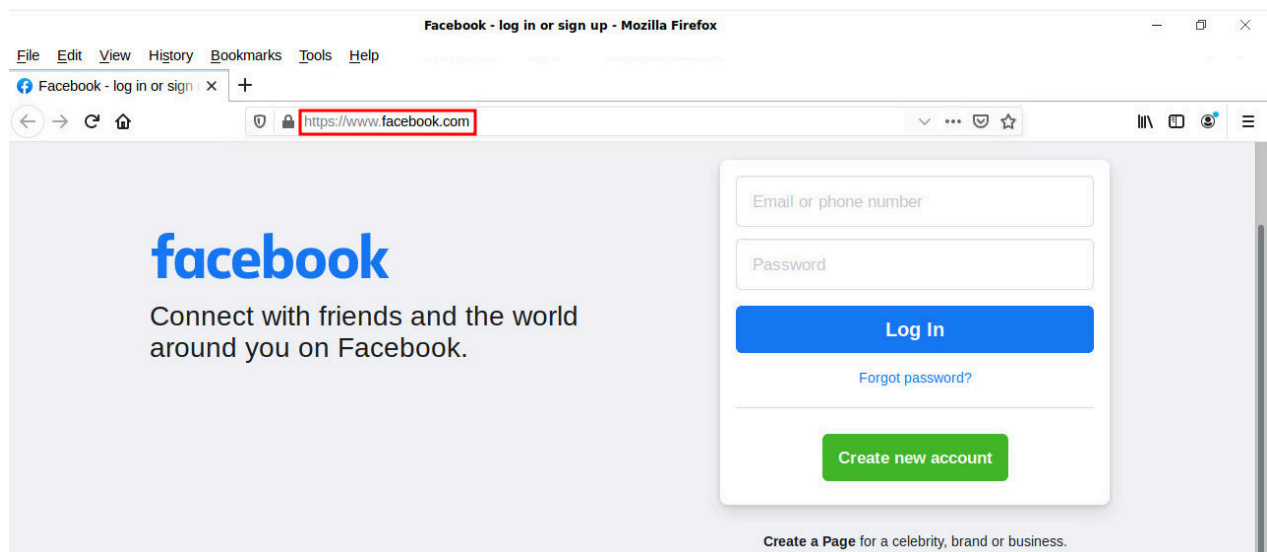 Facebook - log in or sign up - Mozilla Firefox
File Edit View History Bookmarks Tools Help
Facebook - log in or sign
https://www.facebook.com
Email or phone number
Password
facebook
Connect with friends and the world
around you on Facebook.
Log In
Forgot password?
Create new account
Create a Page for a celebrity, brand or business.